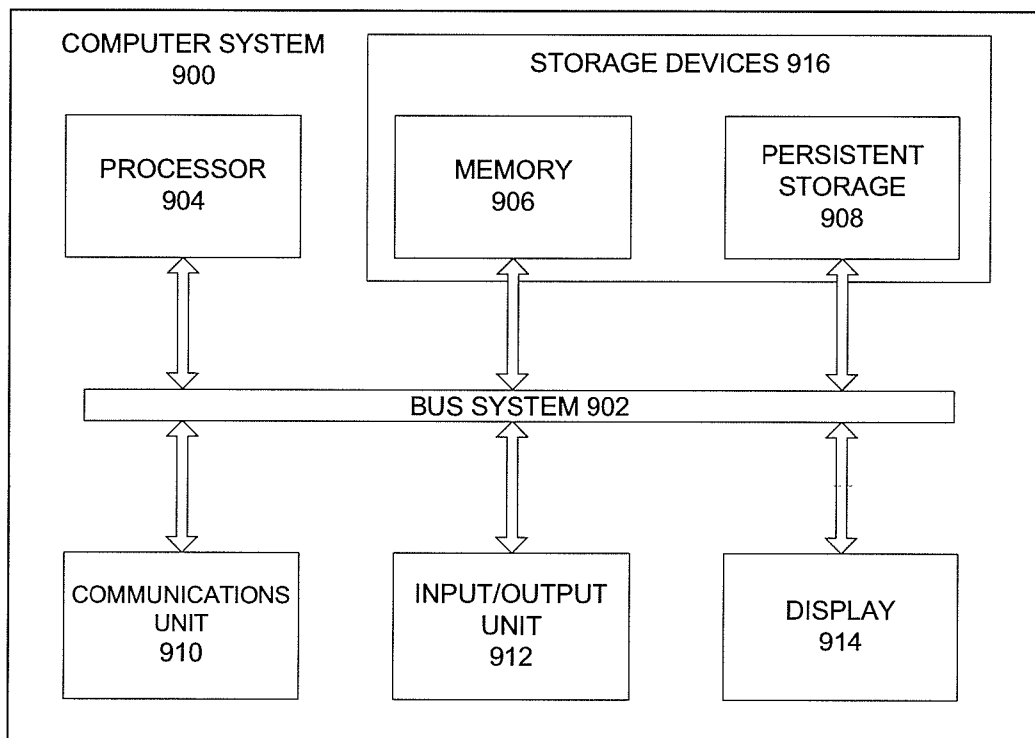 COMPUTER SYSTEM
900
STORAGE DEVICES 916
PROCESSOR
904
MEMORY
906
PERSISTENT
STORAGE
908
BUS SYSTEM 902
COMMUNICATIONS
UNIT
910
INPUT/OUTPUT
UNIT
912
DISPLAY
914